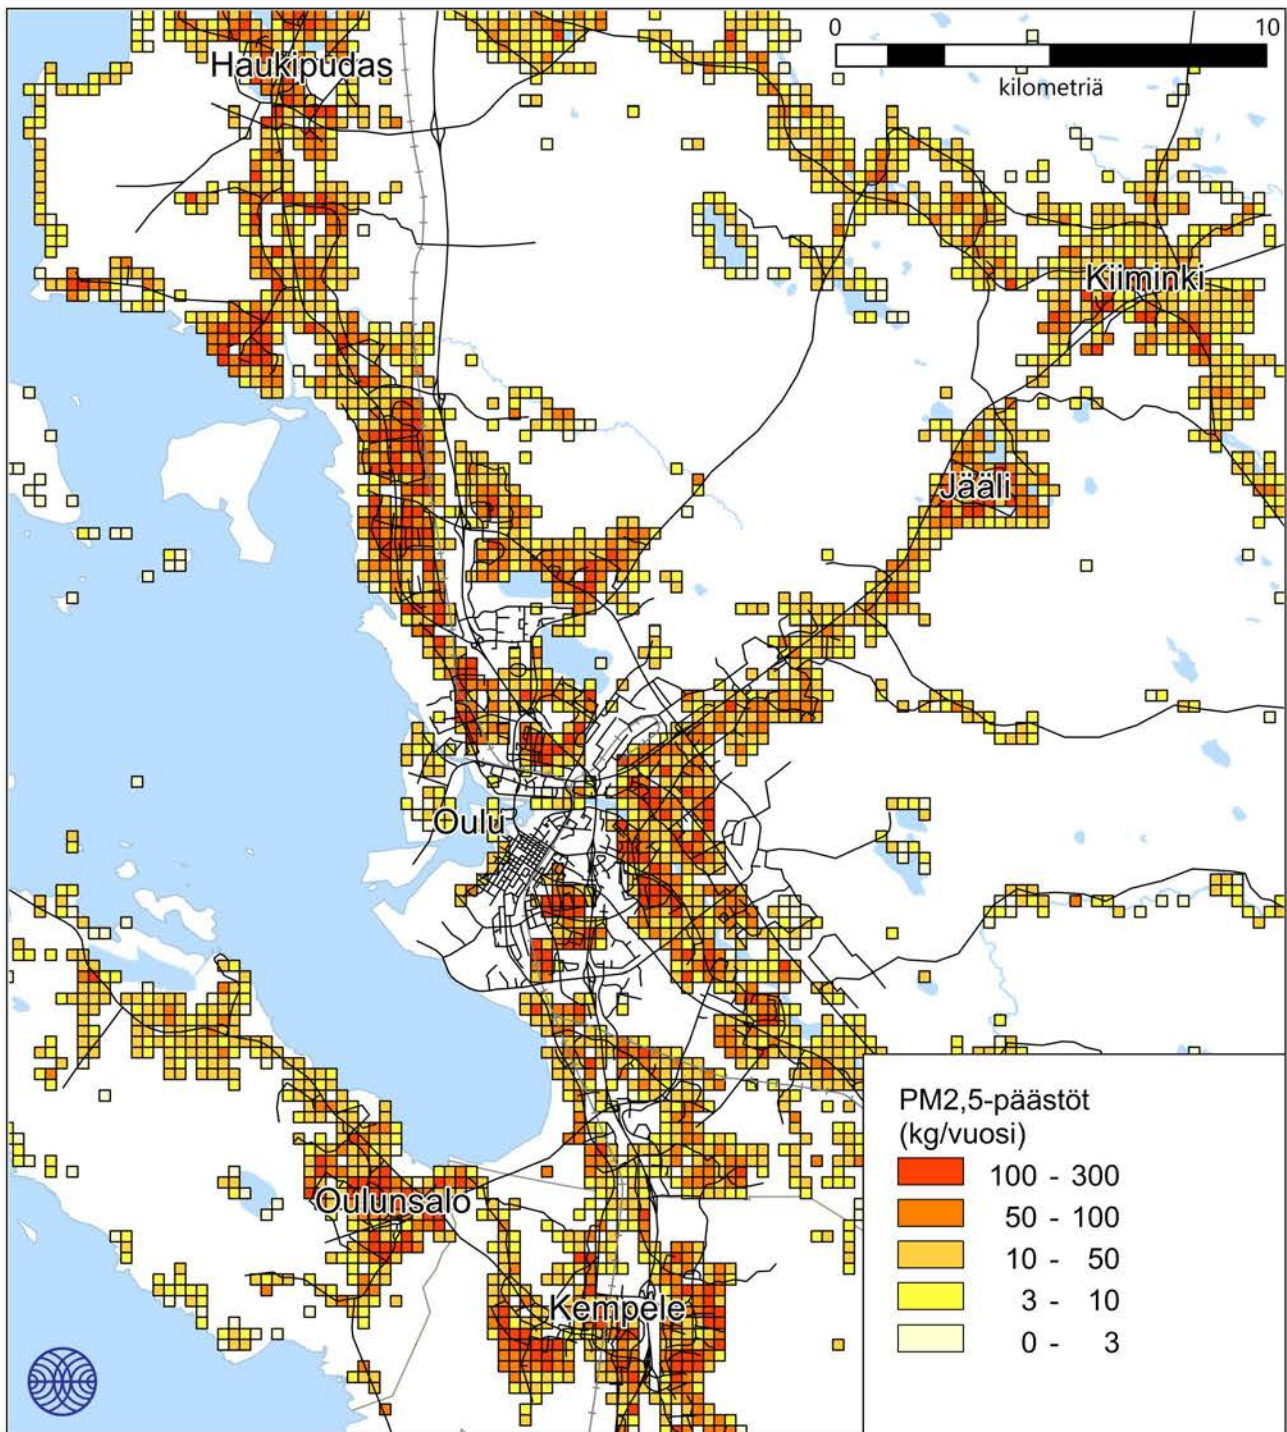 0 10
kilometriä
Haukipudas
Kiiminki
Jääli
Oulu
Oulunsalo
Kempele
PM2,5-päästöt
(kg/vuosi)
100 - 300
50 - 100
10 - 50
3 - 10
0 - 3